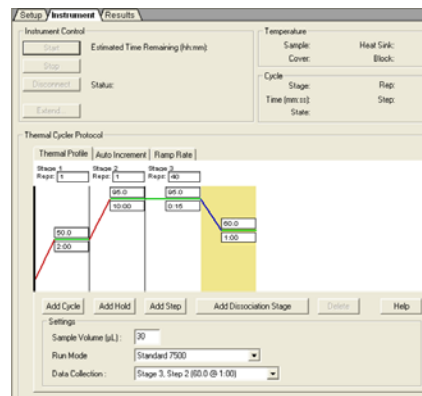 Setup Instrument Results
Instrument Control
Start
Estimated Time Remaining (hh:mm):
Stop
Disconnect
Status:
Extend...
Temperature
Sample: Heat Sink:
Cover: Block:
Cycle
Stage: Rep:
Time (mm:ss): Step:
State:
Thermal Cycler Protocol
Thermal Profile Auto Increment Ramp Rate
Stage 1 Stage 2 Stage 3
Reps: 1 Reps: 1 Reps: 40
95.0 95.0
10:00 0:15
50.0 60.0
2:00 1:00
Add Cycle Add Hold Add Step Add Dissociation Stage Delete Help
Settings
Sample Volume (µL) : 30
Run Mode Standard 7500
Data Collection : Stage 3, Step 2 (60.0 @ 1:00)